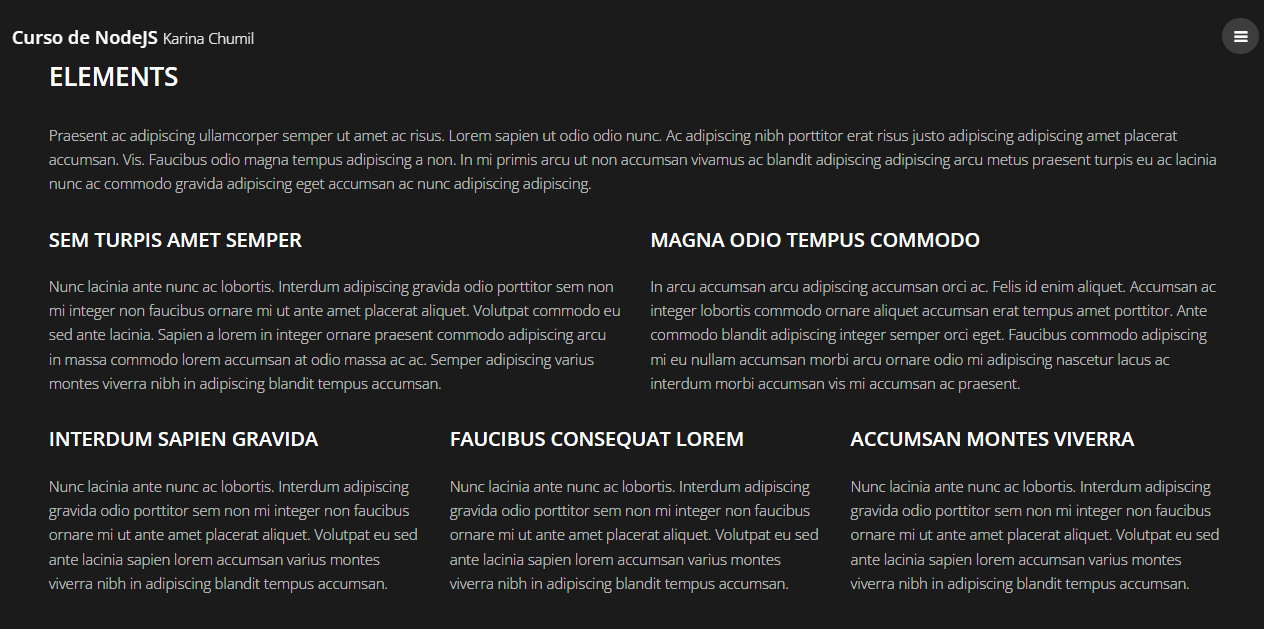 Curso de NodeJS Karina Chumil
ELEMENTS
Praesent ac adipiscing ullamcorper semper ut amet ac risus. Lorem sapien ut odio odio nunc. Ac adipiscing nibh porttitor erat risus justo adipiscing adipiscing amet placerat
accumsan. Vis. Faucibus odio magna tempus adipiscing a non. In mi primis arcu ut non accumsan vivamus ac blandit adipiscing adipiscing arcu metus praesent turpis eu ac lacinia
nunc ac commodo gravida adipiscing eget accumsan ac nunc adipiscing adipiscing.
SEM TURPIS AMET SEMPER
Nunc lacinia ante nunc ac lobortis. Interdum adipiscing gravida odio porttitor sem non
mi integer non faucibus ornare mi ut ante amet placerat aliquet. Volutpat commodo eu
sed ante lacinia. Sapien a lorem in integer ornare praesent commodo adipiscing arcu
in massa commodo lorem accumsan at odio massa ac ac. Semper adipiscing varius
montes viverra nibh in adipiscing blandit tempus accumsan.
MAGNA ODIO TEMPUS COMMODO
In arcu accumsan arcu adipiscing accumsan orci ac. Felis id enim aliquet. Accumsan ac
integer lobortis commodo ornare aliquet accumsan erat tempus amet porttitor. Ante
commodo blandit adipiscing integer semper orci eget. Faucibus commodo adipiscing
mi eu nullam accumsan morbi arcu ornare odio mi adipiscing nascetur lacus ac
interdum morbi accumsan vis mi accumsan ac praesent.
INTERDUM SAPIEN GRAVIDA
Nunc lacinia ante nunc ac lobortis. Interdum adipiscing
gravida odio porttitor sem non mi integer non faucibus
ornare mi ut ante amet placerat aliquet. Volutpat eu sed
ante lacinia sapien lorem accumsan varius montes
viverra nibh in adipiscing blandit tempus accumsan.
FAUCIBUS CONSEQUAT LOREM
Nunc lacinia ante nunc ac lobortis. Interdum adipiscing
gravida odio porttitor sem non mi integer non faucibus
ornare mi ut ante amet placerat aliquet. Volutpat eu sed
ante lacinia sapien lorem accumsan varius montes
viverra nibh in adipiscing blandit tempus accumsan.
ACCUMSAN MONTES VIVERRA
Nunc lacinia ante nunc ac lobortis. Interdum adipiscing
gravida odio porttitor sem non mi integer non faucibus
ornare mi ut ante amet placerat aliquet. Volutpat eu sed
ante lacinia sapien lorem accumsan varius montes
viverra nibh in adipiscing blandit tempus accumsan.